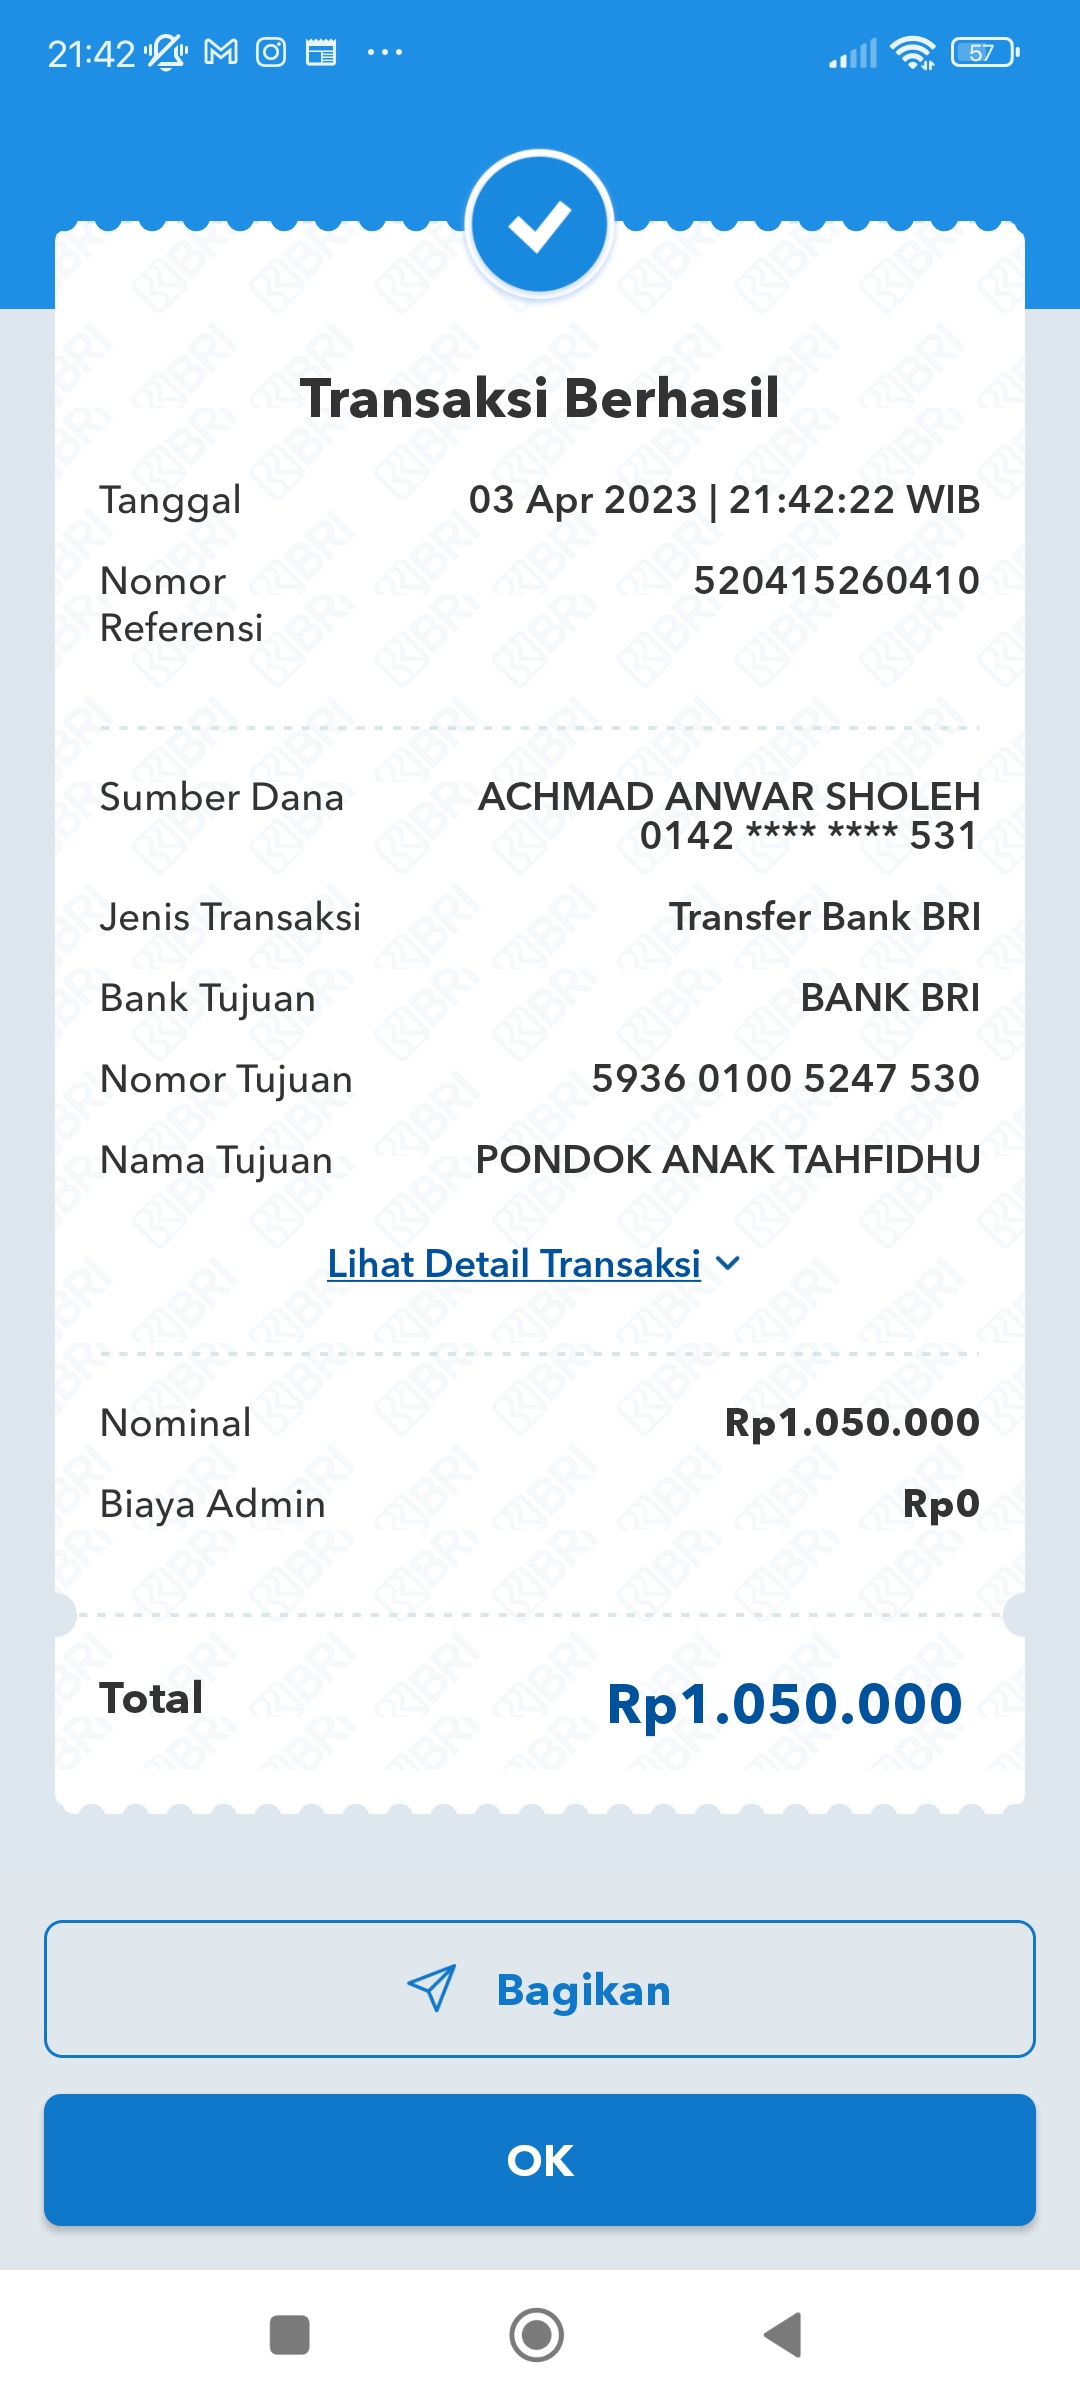 21:42
57
Transaksi Berhasil
Tanggal 03 Apr 2023 | 21:42:22 WIB
Nomor Referensi 520415260410
Sumber Dana ACHMAD ANWAR SHOLEH
0142 **** **** 531
Jenis Transaksi Transfer Bank BRI
Bank Tujuan BANK BRI
Nomor Tujuan 5936 0100 5247 530
Nama Tujuan PONDOK ANAK TAHFIDHU
Lihat Detail Transaksi
Nominal Rp1.050.000
Biaya Admin Rp0
Total Rp1.050.000
Bagikan
OK